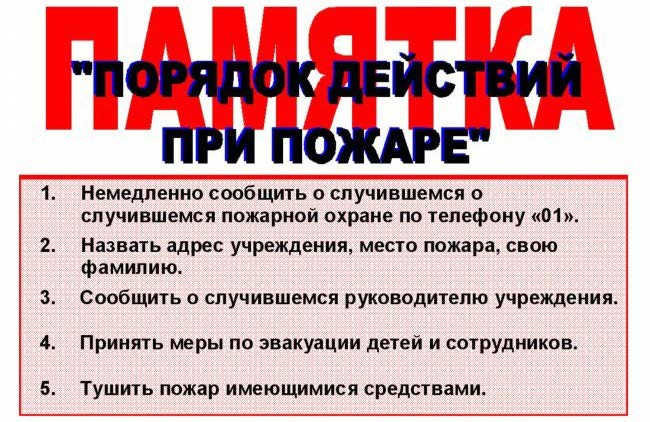 ПАМЯТКА
"ПОРЯДОК ДЕЙСТВИЙ
ПРИ ПОЖАРЕ"
1. Немедленно сообщить о случившемся о
случившемся пожарной охране по телефону «01».
2. Назвать адрес учреждения, место пожара, свою
фамилию.
3. Сообщить о случившемся руководителю учреждения.
4. Принять меры по эвакуации детей и сотрудников.
5. Тушить пожар имеющимися средствами.